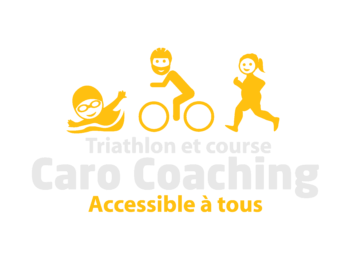 Triathlon et course
Caro Coaching
Accessible à tous